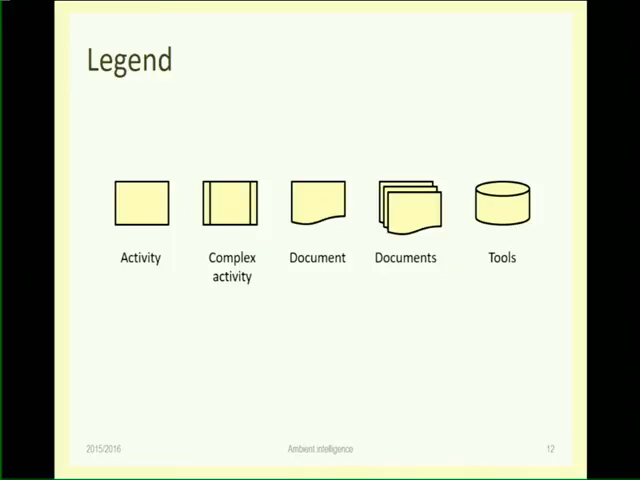 Legend
Activity
Complex
activity
Document
Documents
Tools
2015/2016
Ambient intelligence
12